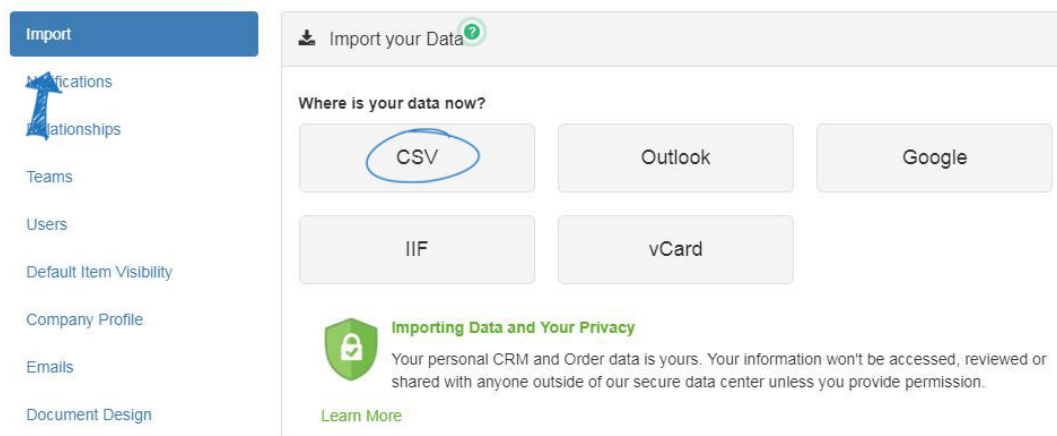 Import
Notifications
Relationships
Teams
Users
Default Item Visibility
Company Profile
Emails
Document Design
Import your Data?
Where is your data now?
CSV
Outlook
Google
IIF
vCard
Importing Data and Your Privacy
Your personal CRM and Order data is yours. Your information won't be accessed, reviewed or
shared with anyone outside of our secure data center unless you provide permission.
Learn More